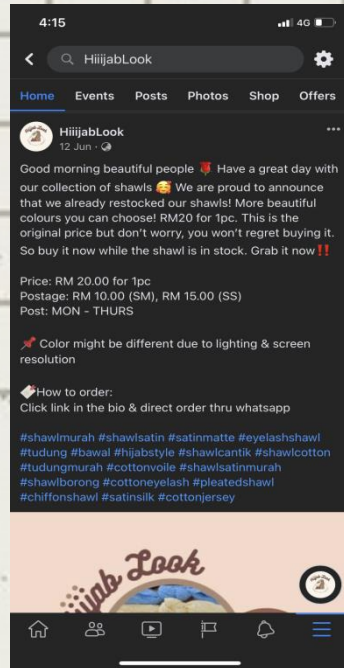 4:15
4G
HiiijabLook
Home Events Posts Photos Shop Offers
HiiijabLook
12 Jun ·
Good morning beautiful people 🌹 Have a great day with
our collection of shawls 🥰 We are proud to announce
that we already restocked our shawls! More beautiful
colours you can choose! RM20 for 1pc. This is the
original price but don't worry, you won't regret buying it.
So buy it now while the shawl is in stock. Grab it now‼️
Price: RM 20.00 for 1pc
Postage: RM 10.00 (SM), RM 15.00 (SS)
Post: MON - THURS
📌 Color might be different due to lighting & screen
resolution
🏷️How to order:
Click link in the bio & direct order thru whatsapp
#shawlmurah #shawlsatin #satinmatte #eyelashshawl
#tudung #bawal #hijabstyle #shawlcantik #shawlcotton
#tudungmurah #cottonvoile #shawlsatinmurah
#shawlborong #cottoneyelash #pleatedshawl
#chiffonshawl #satinsilk #cottonjersey
Hijab Look